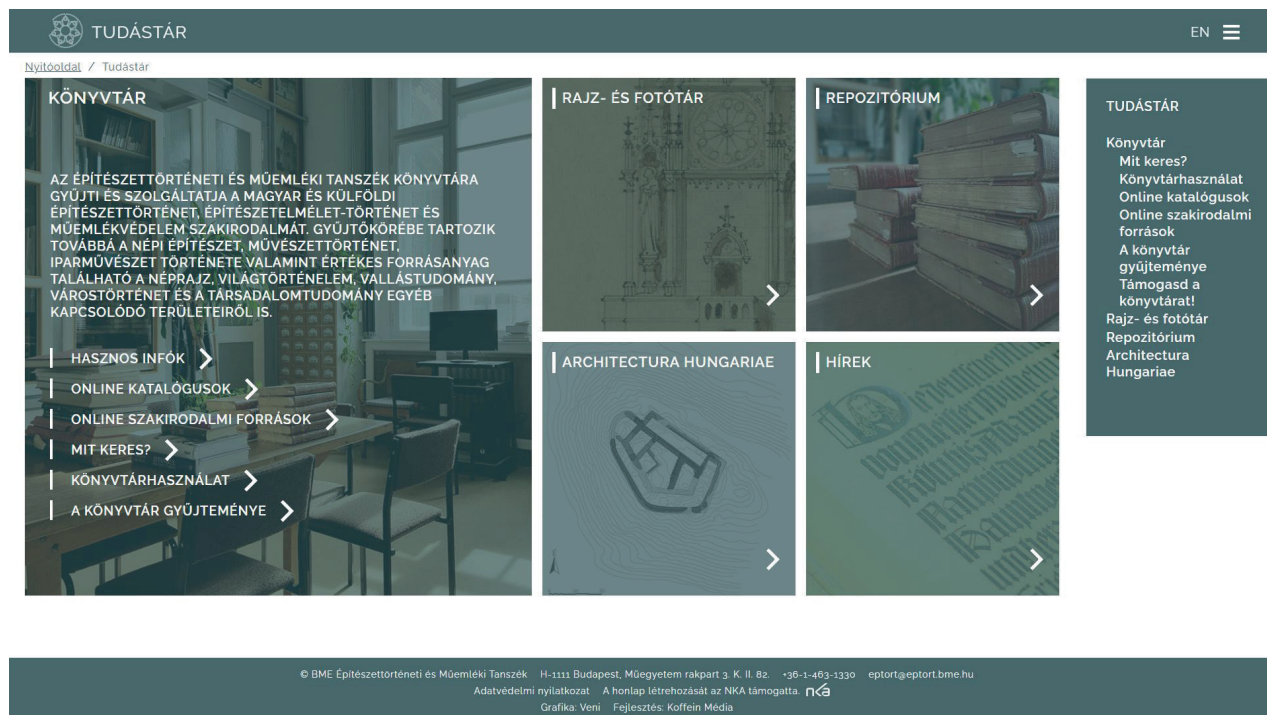 TUDÁSTÁR
EN
Nyitóoldal / Tudástár
KÖNYVTÁR
AZ ÉPÍTÉSZETTÖRTÉNETI ÉS MŰEMLÉKI TANSZÉK KÖNYVTÁRA
GYŰJTI ÉS SZOLGÁLTATJA A MAGYAR ÉS KÜLFÖLDI
ÉPÍTÉSZETTÖRTÉNET, ÉPÍTÉSZETELMÉLET-TÖRTÉNET ÉS
MŰEMLÉKVÉDELEM SZAKIRODALMÁT. GYŰJTŐKÖRÉBE TARTOZIK
TOVÁBBÁ A NÉPI ÉPÍTÉSZET, MŰVÉSZETTÖRTÉNET,
IPARMŰVÉSZET TÖRTÉNETE VALAMINT ÉRTÉKES FORRÁSANYAG
TALÁLHATÓ A NÉPRAJZ, VILÁGTÖRTÉNELEM, VALLÁSTUDOMÁNY,
VÁROSTÖRTÉNET ÉS A TÁRSADALOMTUDOMÁNY EGYÉB
KAPCSOLÓDÓ TERÜLETEIRŐL IS.
HASZNOS INFÓK
ONLINE KATALÓGUSOK
ONLINE SZAKIRODALMI FORRÁSOK
MIT KERES?
KÖNYVTÁRHASZNÁLAT
A KÖNYVTÁR GYŰJTEMÉNYE
RAJZ- ÉS FOTÓTÁR
REPOZITÓRIUM
ARCHITECTURA HUNGARIAE
HÍREK
TUDÁSTÁR
Könyvtár
Mit keres?
Könyvtárhasználat
Online katalógusok
Online szakirodalmi
források
A könyvtár
gyűjteménye
Támogasd a
könyvtárat!
Rajz- és fotótár
Repozitórium
Architectura
Hungariae
© BME Építészettörténeti és Műemléki Tanszék H-1111 Budapest, Műegyetem rakpart 3. K. II. 82. +36-1-463-1330 eptort@eptort.bme.hu
Adatvédelmi nyilatkozat A honlap létrehozását az NKA támogatta. nka
Grafika: Veni Fejlesztés: Koffein Média